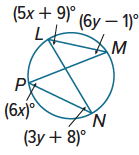 (5x + 9)°
(6y − 1)°
L
M
P
(6x)°
N
(3y + 8)°